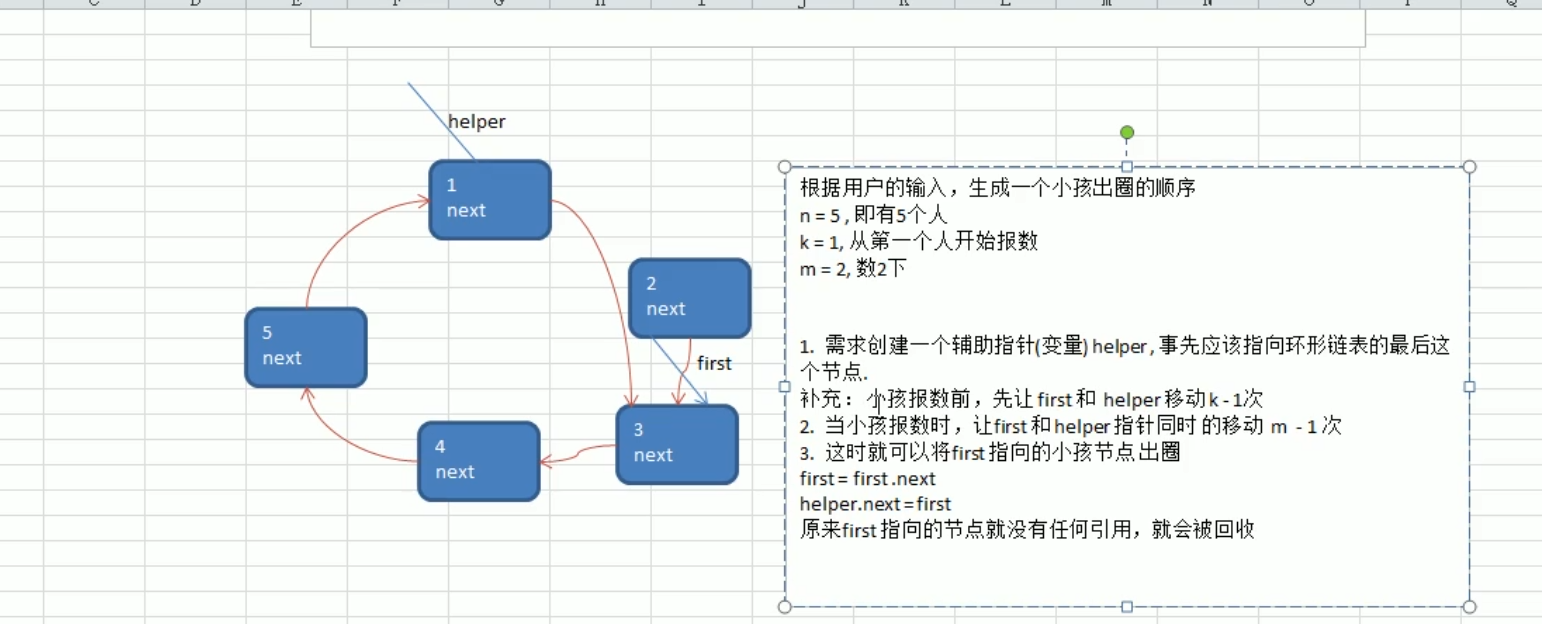 helper
1
next
2
next
first
5
next
3
next
4
next
根据用户的输入，生成一个小孩出圈的顺序
n = 5 , 即有5个人
k = 1, 从第一个人开始报数
m = 2, 数2下
1. 需求创建一个辅助指针(变量) helper , 事先应该指向环形链表的最后这
个节点.
补充： 小孩报数前，先让 first 和 helper 移动 k - 1次
2. 当小孩报数时，让first 和 helper 指针同时 的移动 m - 1 次
3. 这时就可以将first 指向的小孩节点 出圈
first = first .next
helper.next = first
原来first 指向的节点就没有任何引用，就会被回收